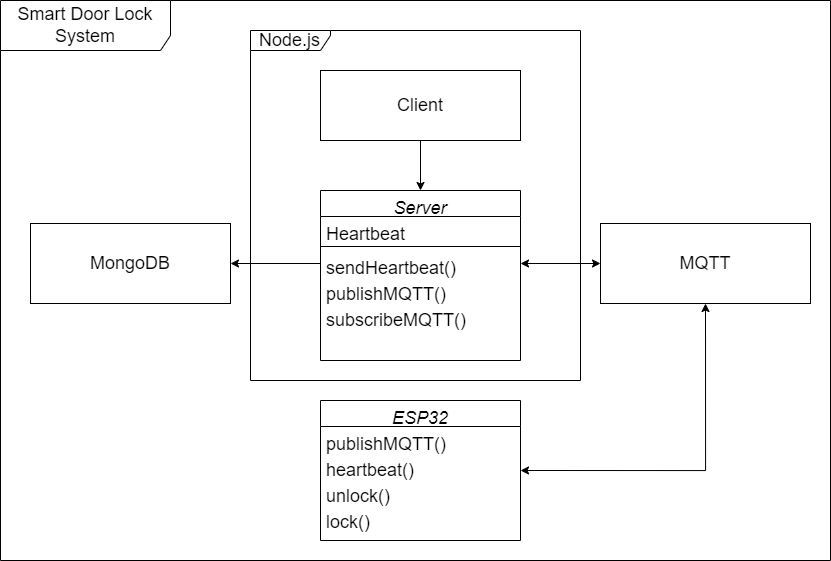 Smart Door Lock
System
Node.js
Client
Server
Heartbeat
sendHeartbeat()
publishMQTT()
subscribeMQTT()
MongoDB
MQTT
ESP32
publishMQTT()
heartbeat()
unlock()
lock()